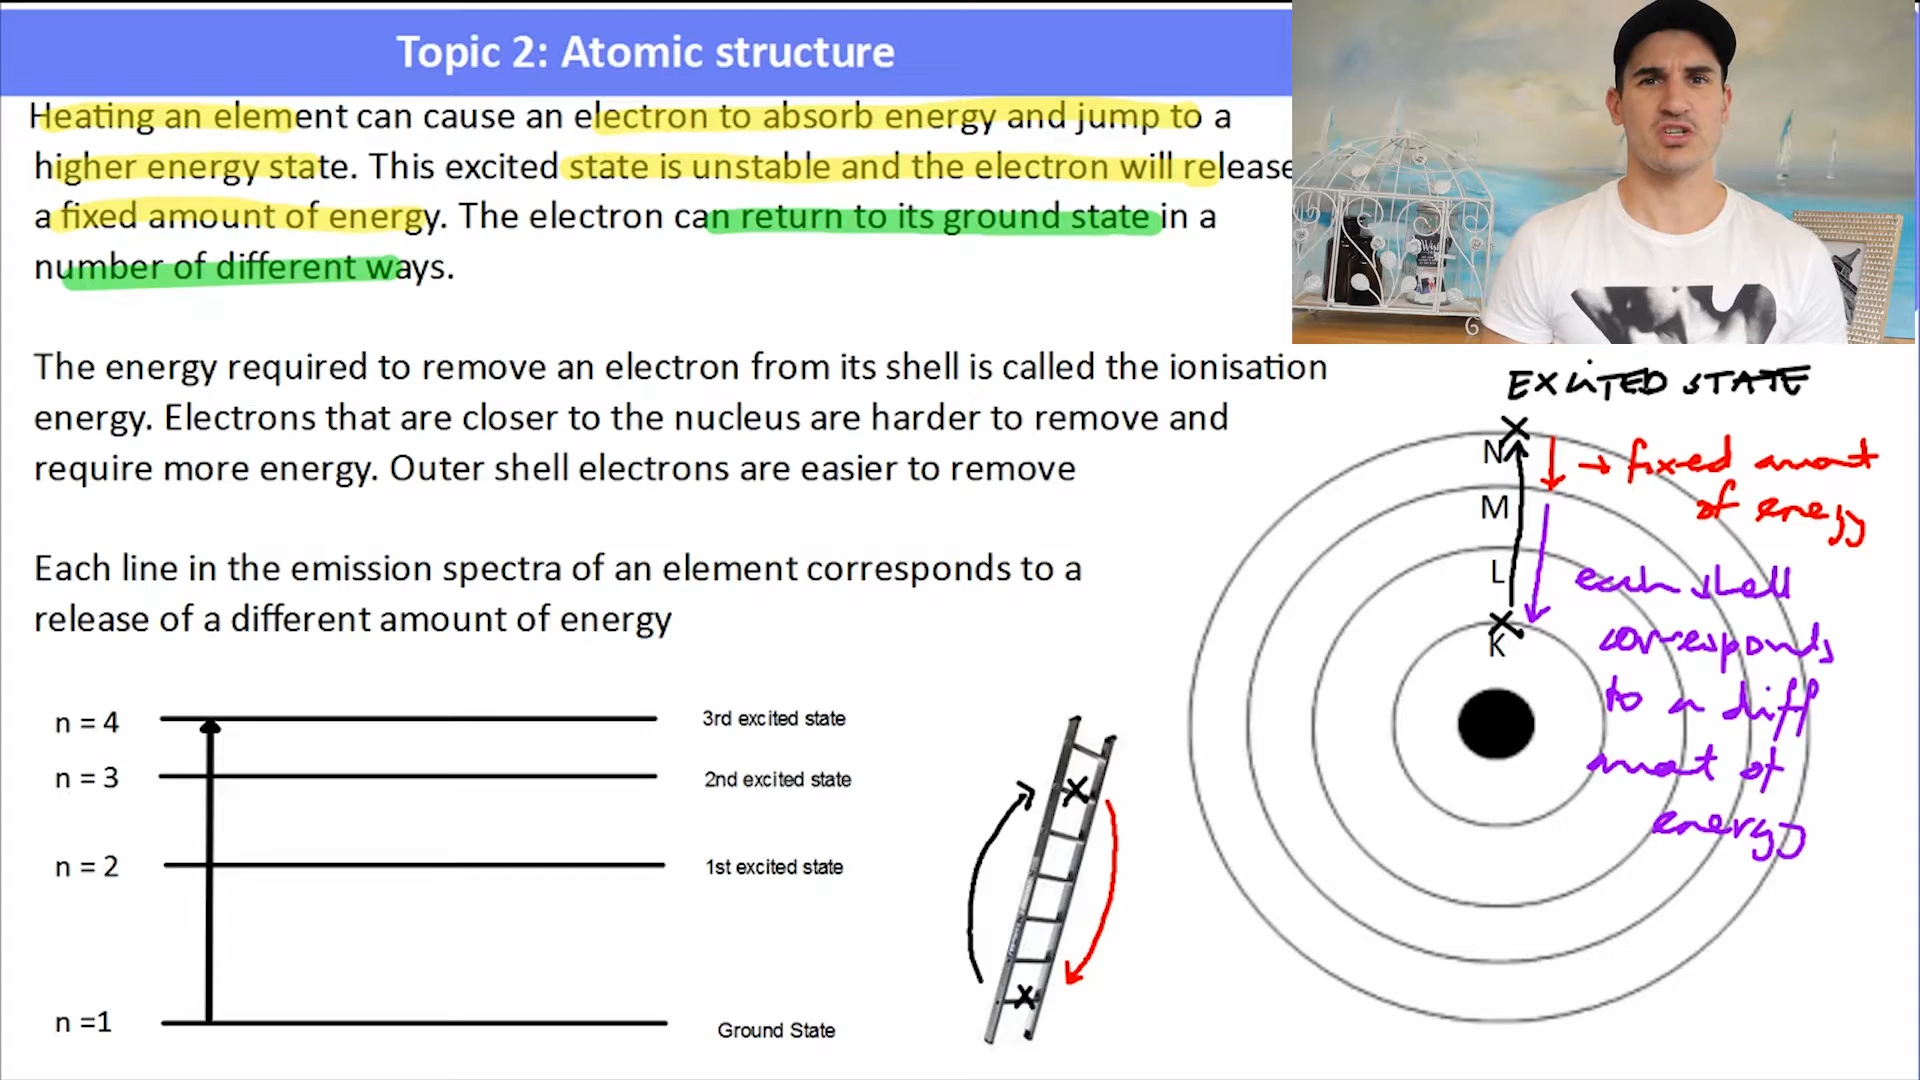 Topic 2: Atomic structure
Heating an element can cause an electron to absorb energy and jump to a
higher energy state. This excited state is unstable and the electron will release
a fixed amount of energy. The electron can return to its ground state in a
number of different ways.
The energy required to remove an electron from its shell is called the ionisation
energy. Electrons that are closer to the nucleus are harder to remove and
require more energy. Outer shell electrons are easier to remove
Each line in the emission spectra of an element corresponds to a
release of a different amount of energy
n = 4
3rd excited state
n = 3
2nd excited state
n = 2
1st excited state
n =1
Ground State
EXCITED STATE
N
M
L
K
→ fixed amount
of energy
each shell
corresponds
to a diff
amount of
energy